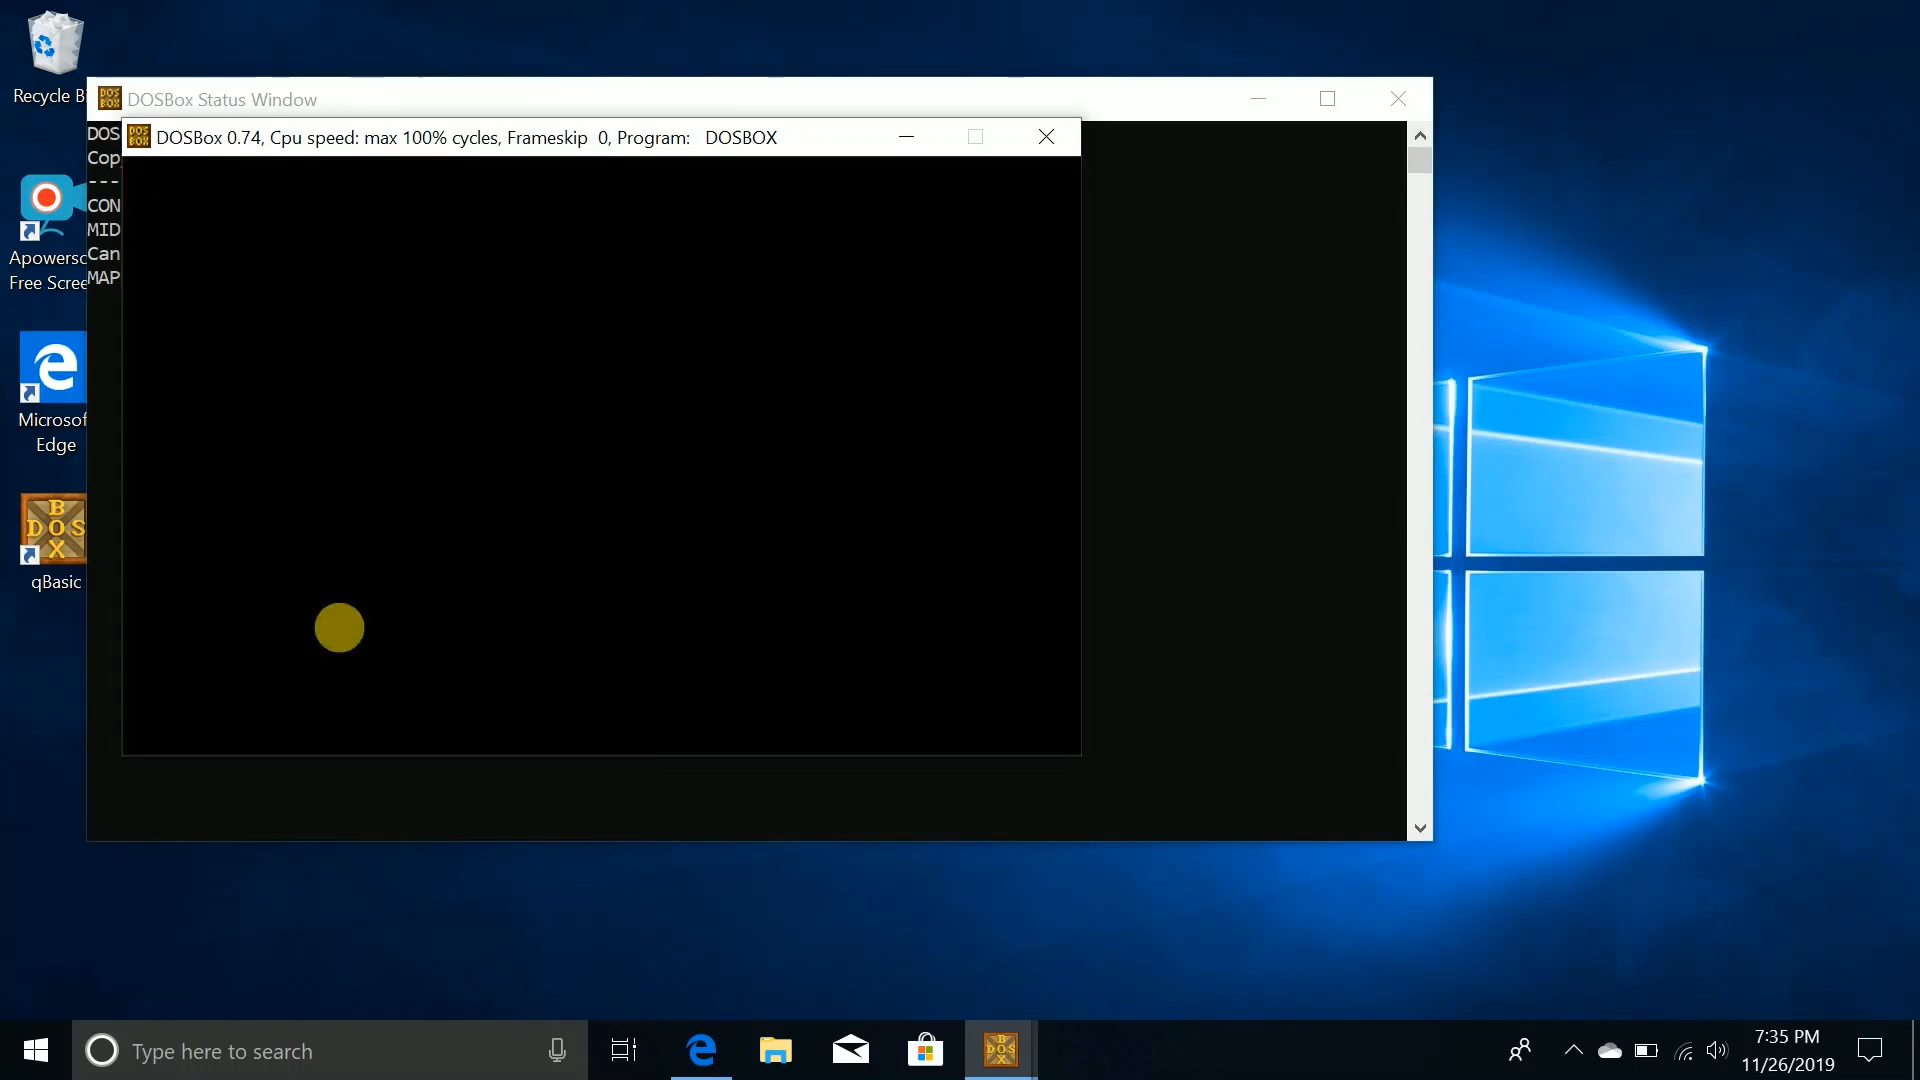 Recycle B
DOSBox Status Window
DOSBox 0.74, Cpu speed: max 100% cycles, Frameskip  0, Program:   DOSBOX
DOS
Cop
---
CON
MID
Can
MAP
Apowersc
Free Scree
Microsof
Edge
B
DOS
X
qBasic
Type here to search
7:35 PM
11/26/2019